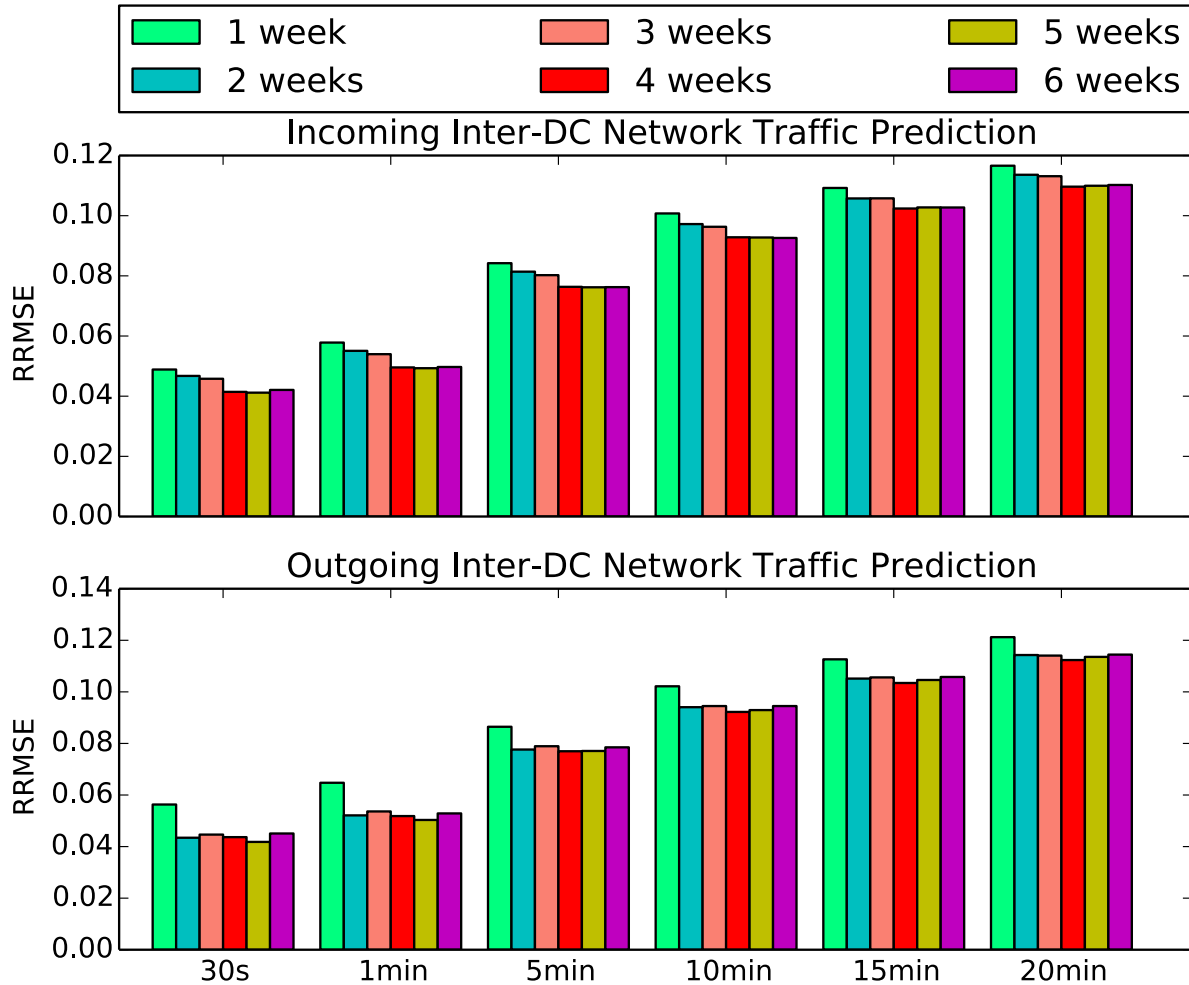 1 week
3 weeks
5 weeks
2 weeks
4 weeks
6 weeks
Incoming Inter-DC Network Traffic Prediction
0.12
0.10
0.08
0.06
0.04
0.02
0.00
RRMSE
Outgoing Inter-DC Network Traffic Prediction
0.14
0.12
0.10
0.08
0.06
0.04
0.02
0.00
RRMSE
30s 1min 5min 10min 15min 20min